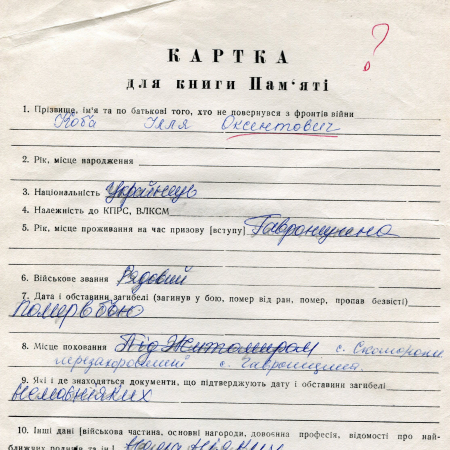 ?
КАРТКА
для книги Пам'яті
1. Прізвище, ім'я та по батькові того, хто не повернувся з фронтів війни
Коба Ілля Оксентович
2. Рік, місце народження
3. Національність Українець
4. Належність до КПРС, ВЛКСМ
5. Рік, місце проживання на час призову [вступу] Гавронщина
6. Військове звання Рядовий
7. Дата і обставини загибелі (загинув у бою, помер від ран, помер, пропав безвісті)
Помер в бою
8. Місце поховання Під Житомиром с. Скоморохи
перезахоронений с. Гавронщина
9. Які і де знаходяться документи, що підтверджують дату і обставини загибелі
Немає ніяких
10. Інші дані [військова частина, основні нагороди, довоєнна професія, відомості про най-
ближчих родичів та ін.]